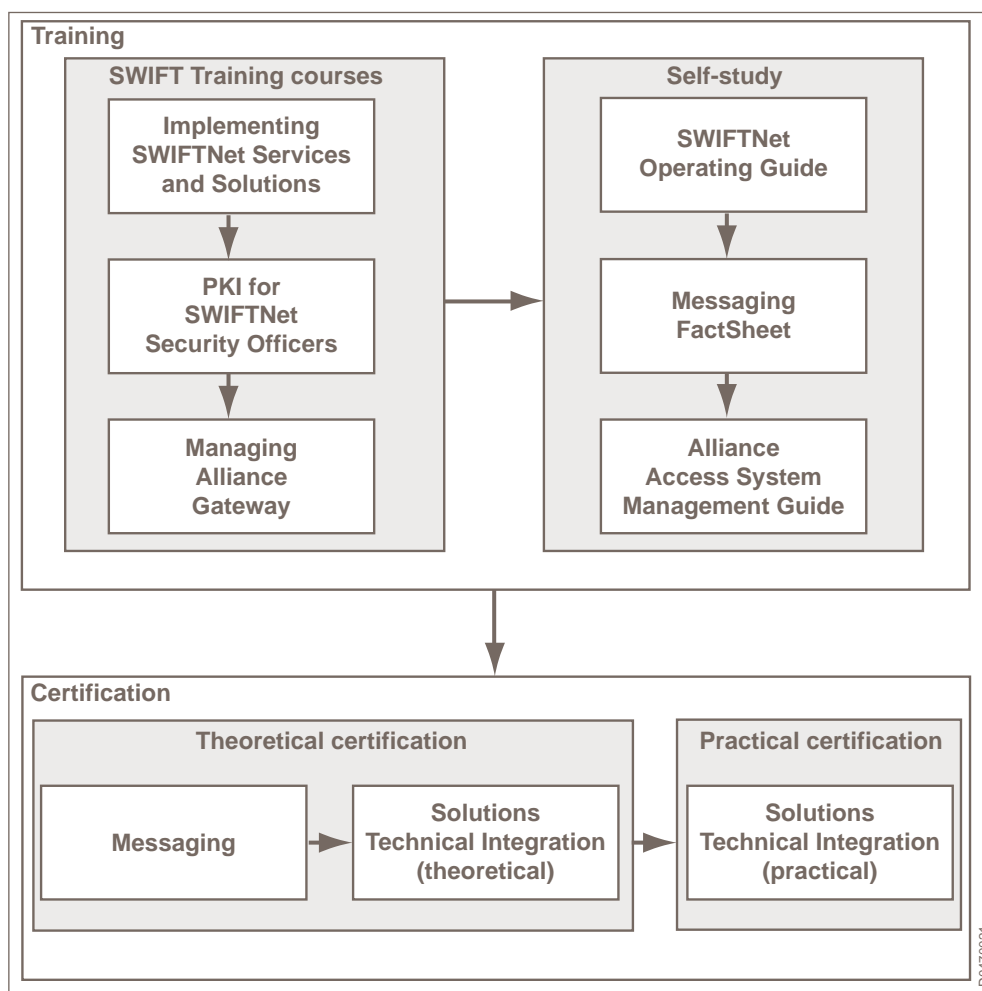 Training
SWIFT Training courses
Implementing
SWIFTNet Services
and Solutions
PKI for
SWIFTNet
Security Officers
Managing
Alliance
Gateway
Self-study
SWIFTNet
Operating Guide
Messaging
FactSheet
Alliance
Access System
Management Guide
Certification
Theoretical certification
Messaging
Solutions
Technical Integration
(theoretical)
Practical certification
Solutions
Technical Integration
(practical)